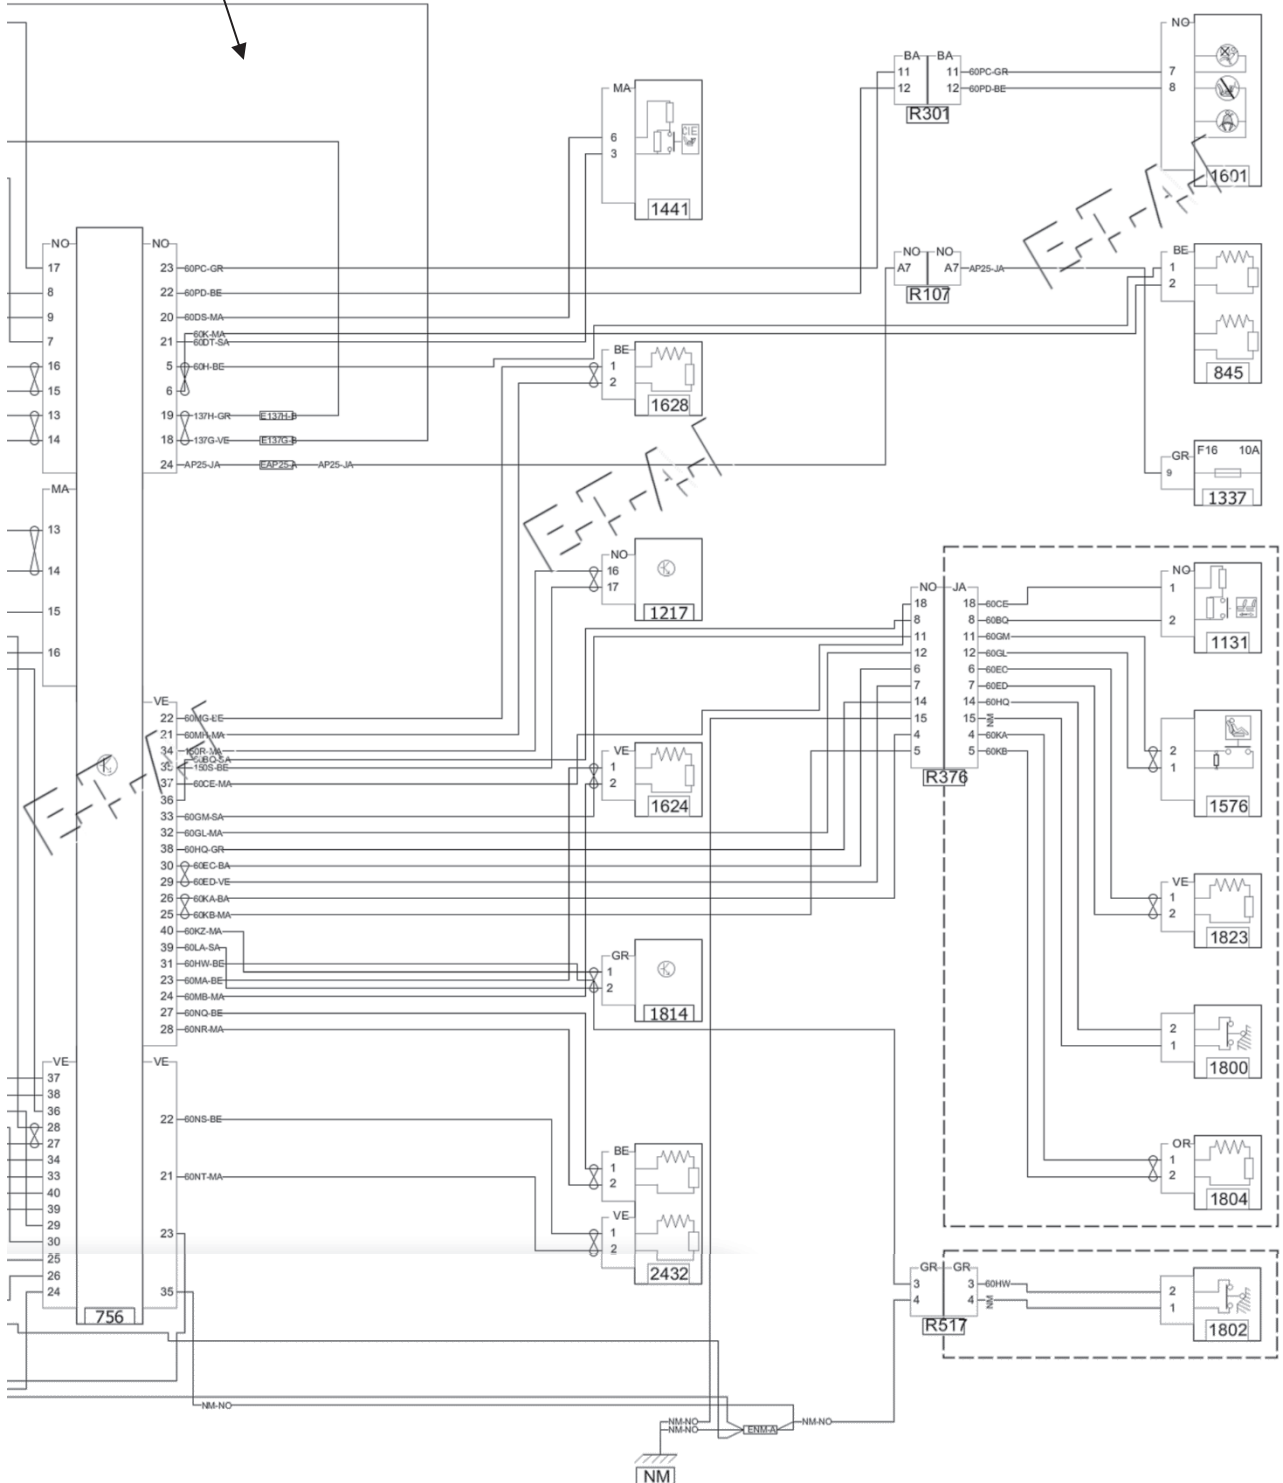 NO
BA BA
11 11 60PC-GR 7
12 12 60PD-BE 8
R301
MA
6
3
CIE
1441
1601
NO NO
17 23 60PC-GR
8 22 60PD-BE
9 20 60DS-MA
60K-MA
7 21 60DT-SA
16 5 60H-BE
15 6
13 19 137H-GR E137H-B
14 18 137G-VE E137G-B
24 AP25-JA EAP25-A AP25-JA
NO NO
A7 A7 AP25-JA
R107
BE
1
2
845
BE
1
2
1628
E-T-A-T
E-T-A-T
GR F16 10A
9
1337
MA
13
14
15
16
NO
16
17
1217
NO JA
18 18 60CE
8 8 60BQ
11 11 60GM
12 12 60GL
6 6 60EC
7 7 60ED
14 14 60HQ
15 15 NM
4 4 60KA
5 5 60KB
R376
NO
1
2
1131
2
1
1576
VE
22 60MG-BE
21 60MH-MA
34 150R-MA
60BQ-SA
35 150S-BE
37 60CE-MA
36
33 60GM-SA
32 60GL-MA
38 60HQ-GR
30 60EC-BA
29 60ED-VE
26 60KA-BA
25 60KB-MA
40 60KZ-MA
39 60LA-SA
31 60HW-BE
23 60MA-BE
24 60MB-MA
27 60NQ-BE
28 60NR-MA
E-T-A-T
VE
1
2
1624
VE
1
2
1823
GR
1
2
1814
2
1
1800
VE VE
37
38
36
28 22 60NS-BE
27
34
33 21 60NT-MA
40
39
29
30 23
25
26
24 35
756
BE
1
2
VE
1
2
2432
OR
1
2
1804
GR GR
3 3 60HW
4 4 NM
R517
2
1
1802
NM-NO
NM-NO
NM-NO
ENM-A
NM-NO
NM